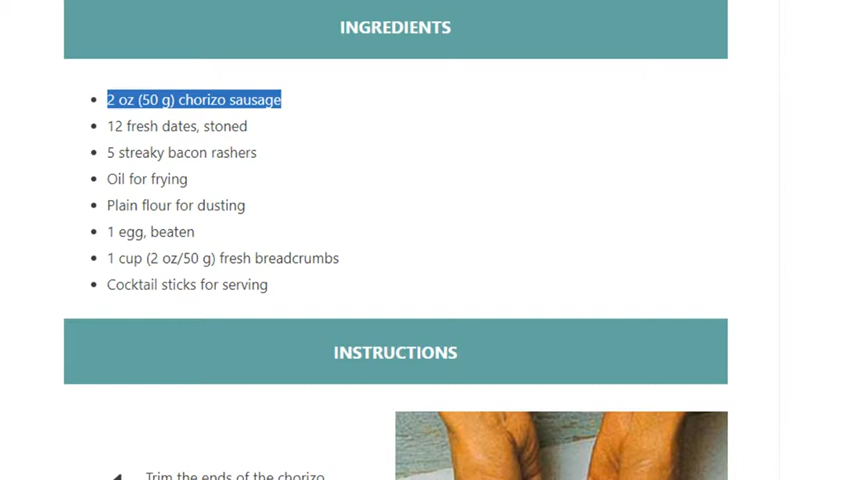 INGREDIENTS
2 oz (50 g) chorizo sausage
12 fresh dates, stoned
5 streaky bacon rashers
Oil for frying
Plain flour for dusting
1 egg, beaten
1 cup (2 oz/50 g) fresh breadcrumbs
Cocktail sticks for serving
INSTRUCTIONS
Trim the ends of the chorizo